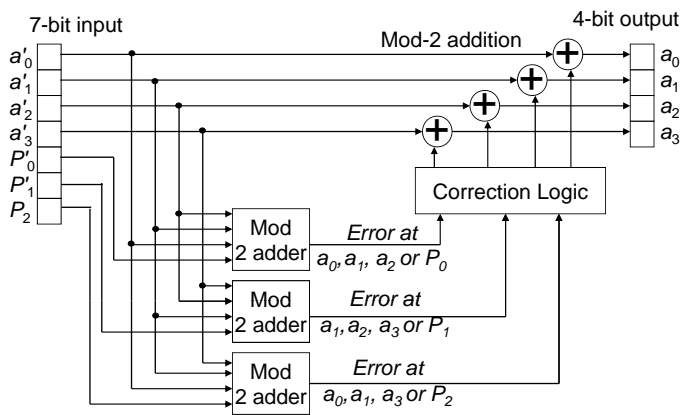 7-bit input
4-bit output
Mod-2 addition
a'0
a'1
a'2
a'3
P'0
P'1
P2
+
+
+
+
a0
a1
a2
a3
Correction Logic
Mod
2 adder
Error at
a0,a1, a2 or P0
Mod
2 adder
Error at
a1,a2, a3 or P1
Mod
2 adder
Error at
a0, a1, a3 or P2